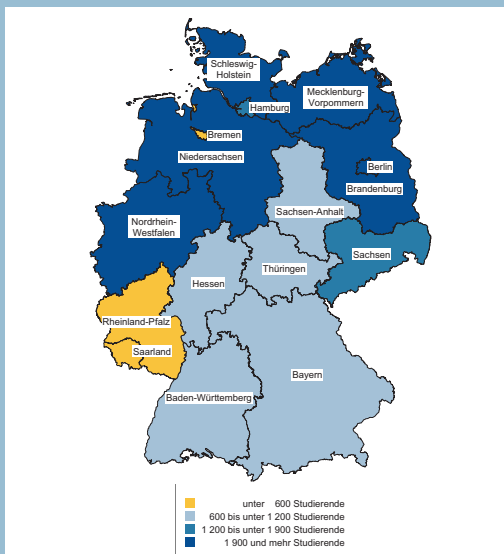 Schleswig-
Holstein
Mecklenburg-
Vorpommern
Hamburg
Bremen
Niedersachsen
Berlin
Brandenburg
Sachsen-Anhalt
Nordrhein-
Westfalen
Sachsen
Thüringen
Hessen
Rheinland-Pfalz
Saarland
Bayern
Baden-Württemberg
unter 600 Studierende
600 bis unter 1 200 Studierende
1 200 bis unter 1 900 Studierende
1 900 und mehr Studierende